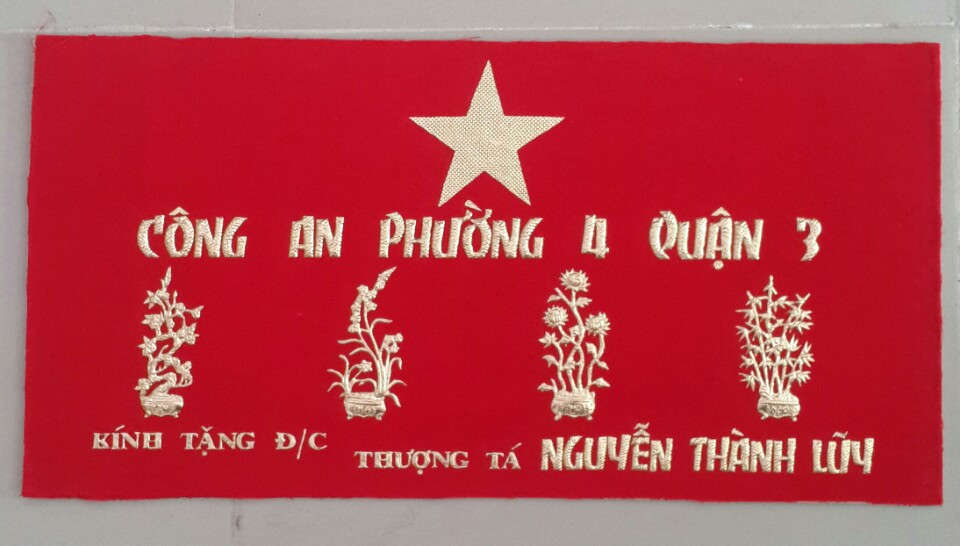 CÔNG AN PHƯỜNG 4 QUẬN 3
KÍNH TẶNG Đ/C
THƯỢNG TÁ NGUYỄN THÀNH LŨY